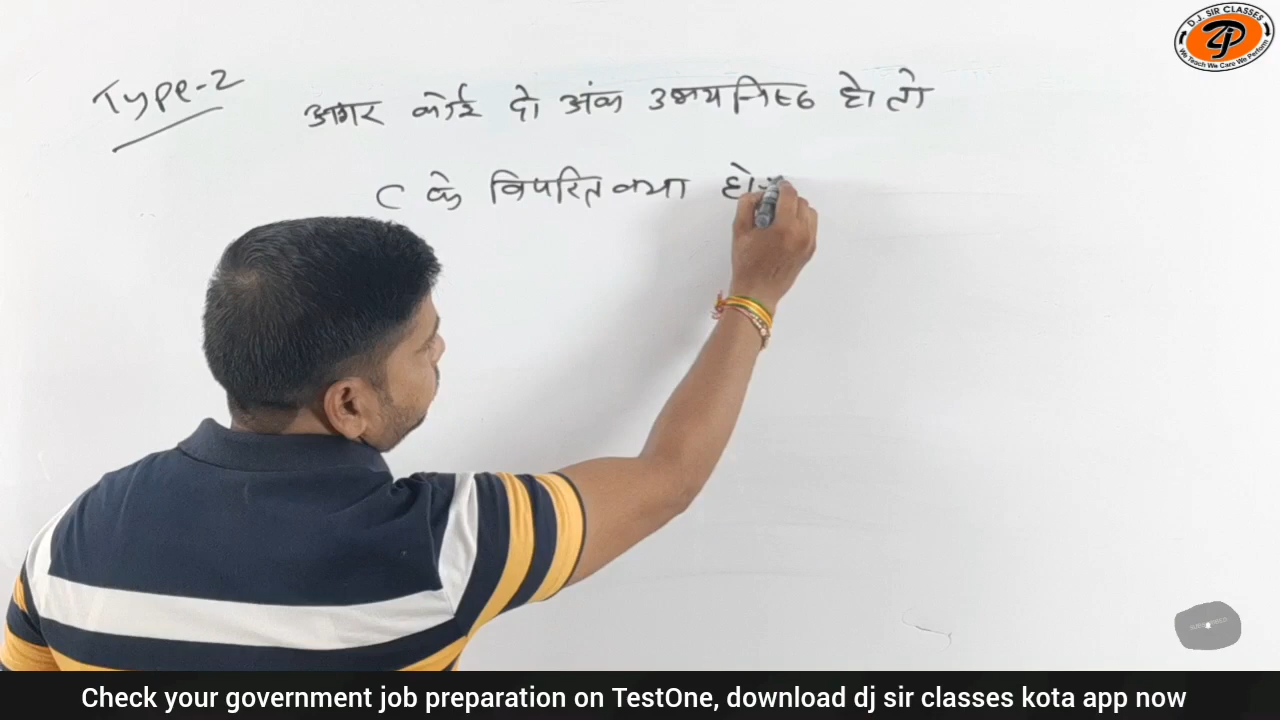 D.J. SIR CLASSES
We Teach We Care We Perform
Type-2
अगर कोई दो अंक उभयनिष्ठ हो तो
C के विपरित क्या हो
Check your government job preparation on TestOne, download dj sir classes kota app now